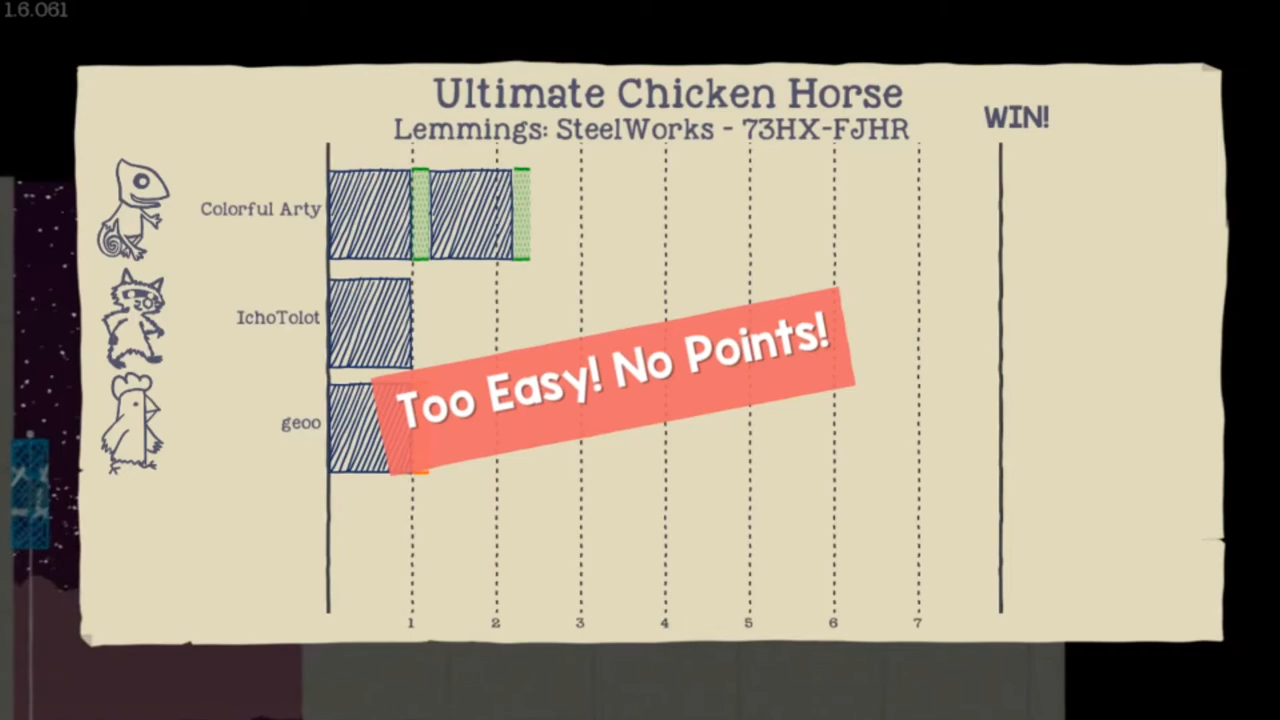 1.6.061
Ultimate Chicken Horse
Lemmings: SteelWorks - 73HX-FJHR
WIN!
Colorful Arty
IchoTolot
Too Easy! No Points!
geoo
1 2 3 4 5 6 7